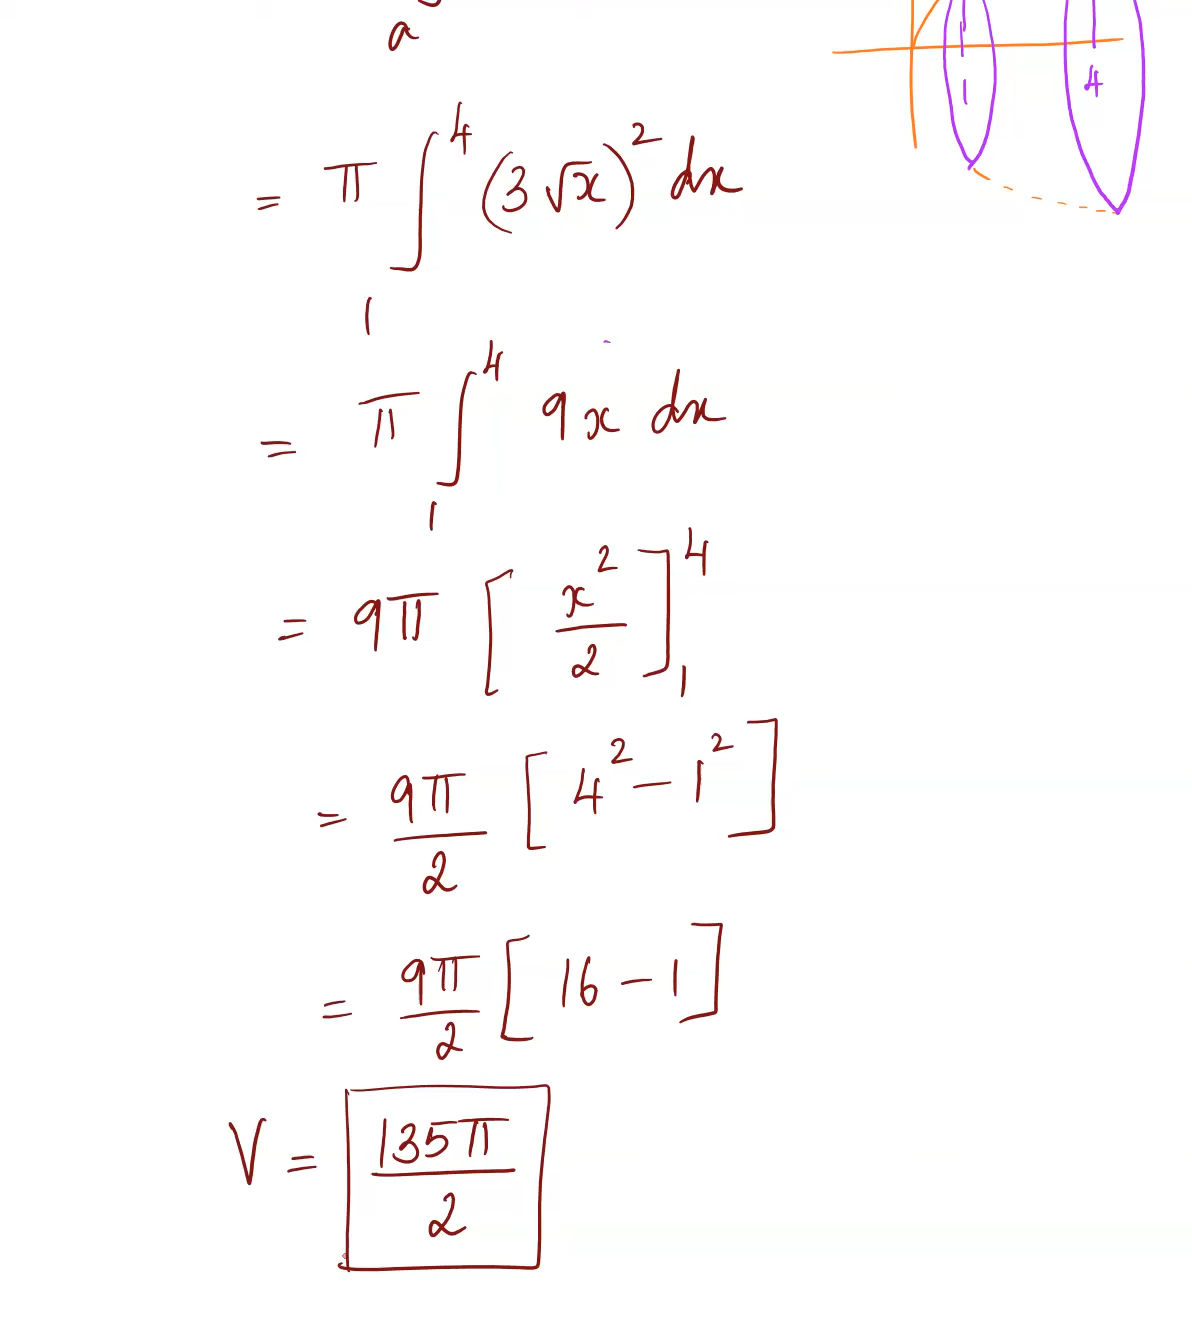 a
= π ∫₁⁴ (3√x)² dx
1 4
= π ∫₁⁴ 9x dx
= 9π [x²/2]₁⁴
= 9π/2 [4² − 1²]
= 9π/2 [16 − 1]
V = 135π/2